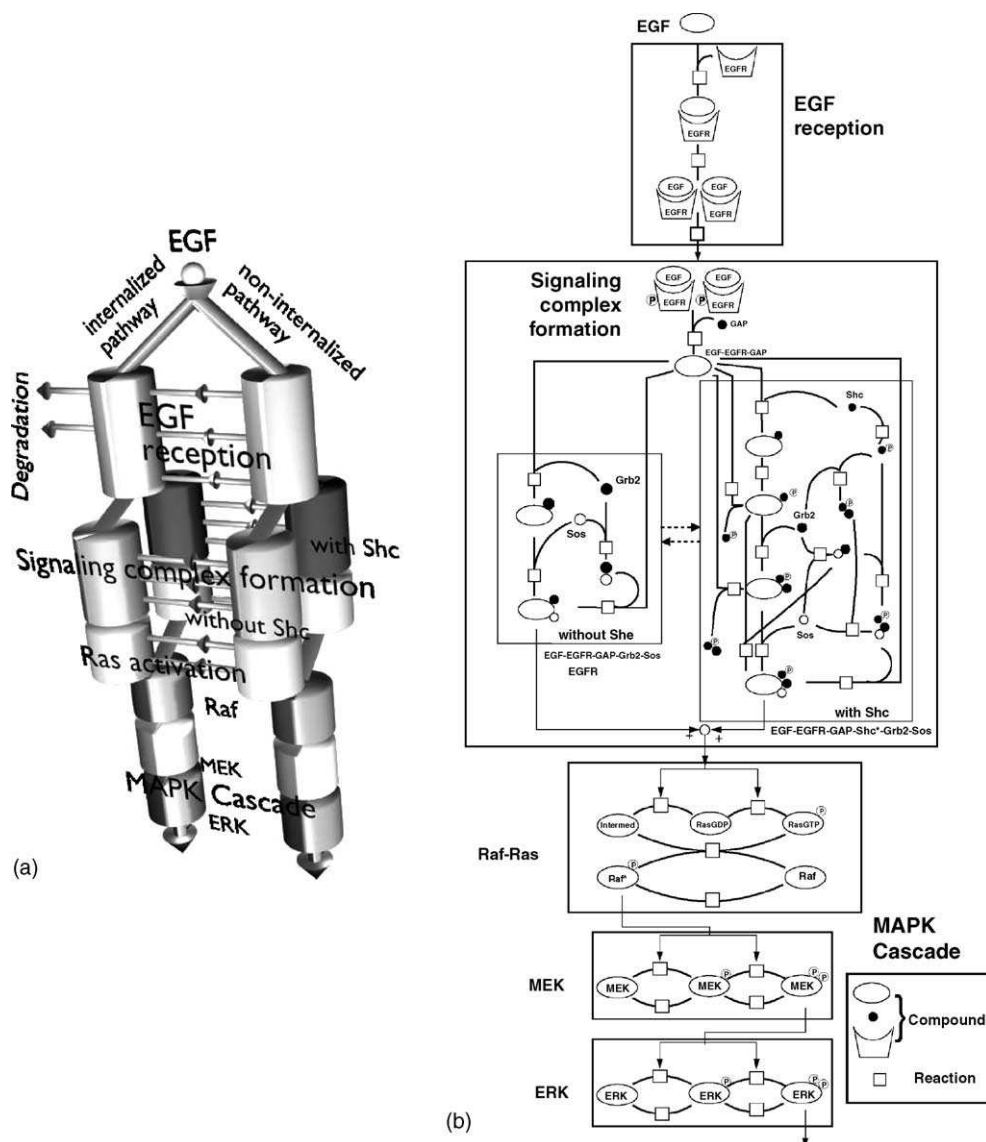 EGF
internalized
pathway
non-internalized
pathway
Degradation
EGF
reception
with Shc
Signaling complex formation
without Shc
Ras activation
Raf
MEK
MAPK Cascade
ERK
(a)
EGF
EGFR
EGF
reception
EGFR
EGF
EGF
EGFR
EGFR
Signaling
complex
formation
EGF
EGF
P
EGFR
P
EGFR
GAP
EGF-EGFR-GAP
Shc
P
Grb2
P
P
Grb2
P
Sos
P
P
P
Sos
P
P
without She
EGF-EGFR-GAP-Grb2-Sos
EGFR
with Shc
EGF-EGFR-GAP-Shc*-Grb2-Sos
+
+
Raf-Ras
Intermed
RasGDP
RasGTP
P
Raf*
P
Raf
MAPK
Cascade
MEK
MEK
MEK
P
MEK
P
P
ERK
ERK
ERK
P
ERK
P
P
Compound
Reaction
(b)